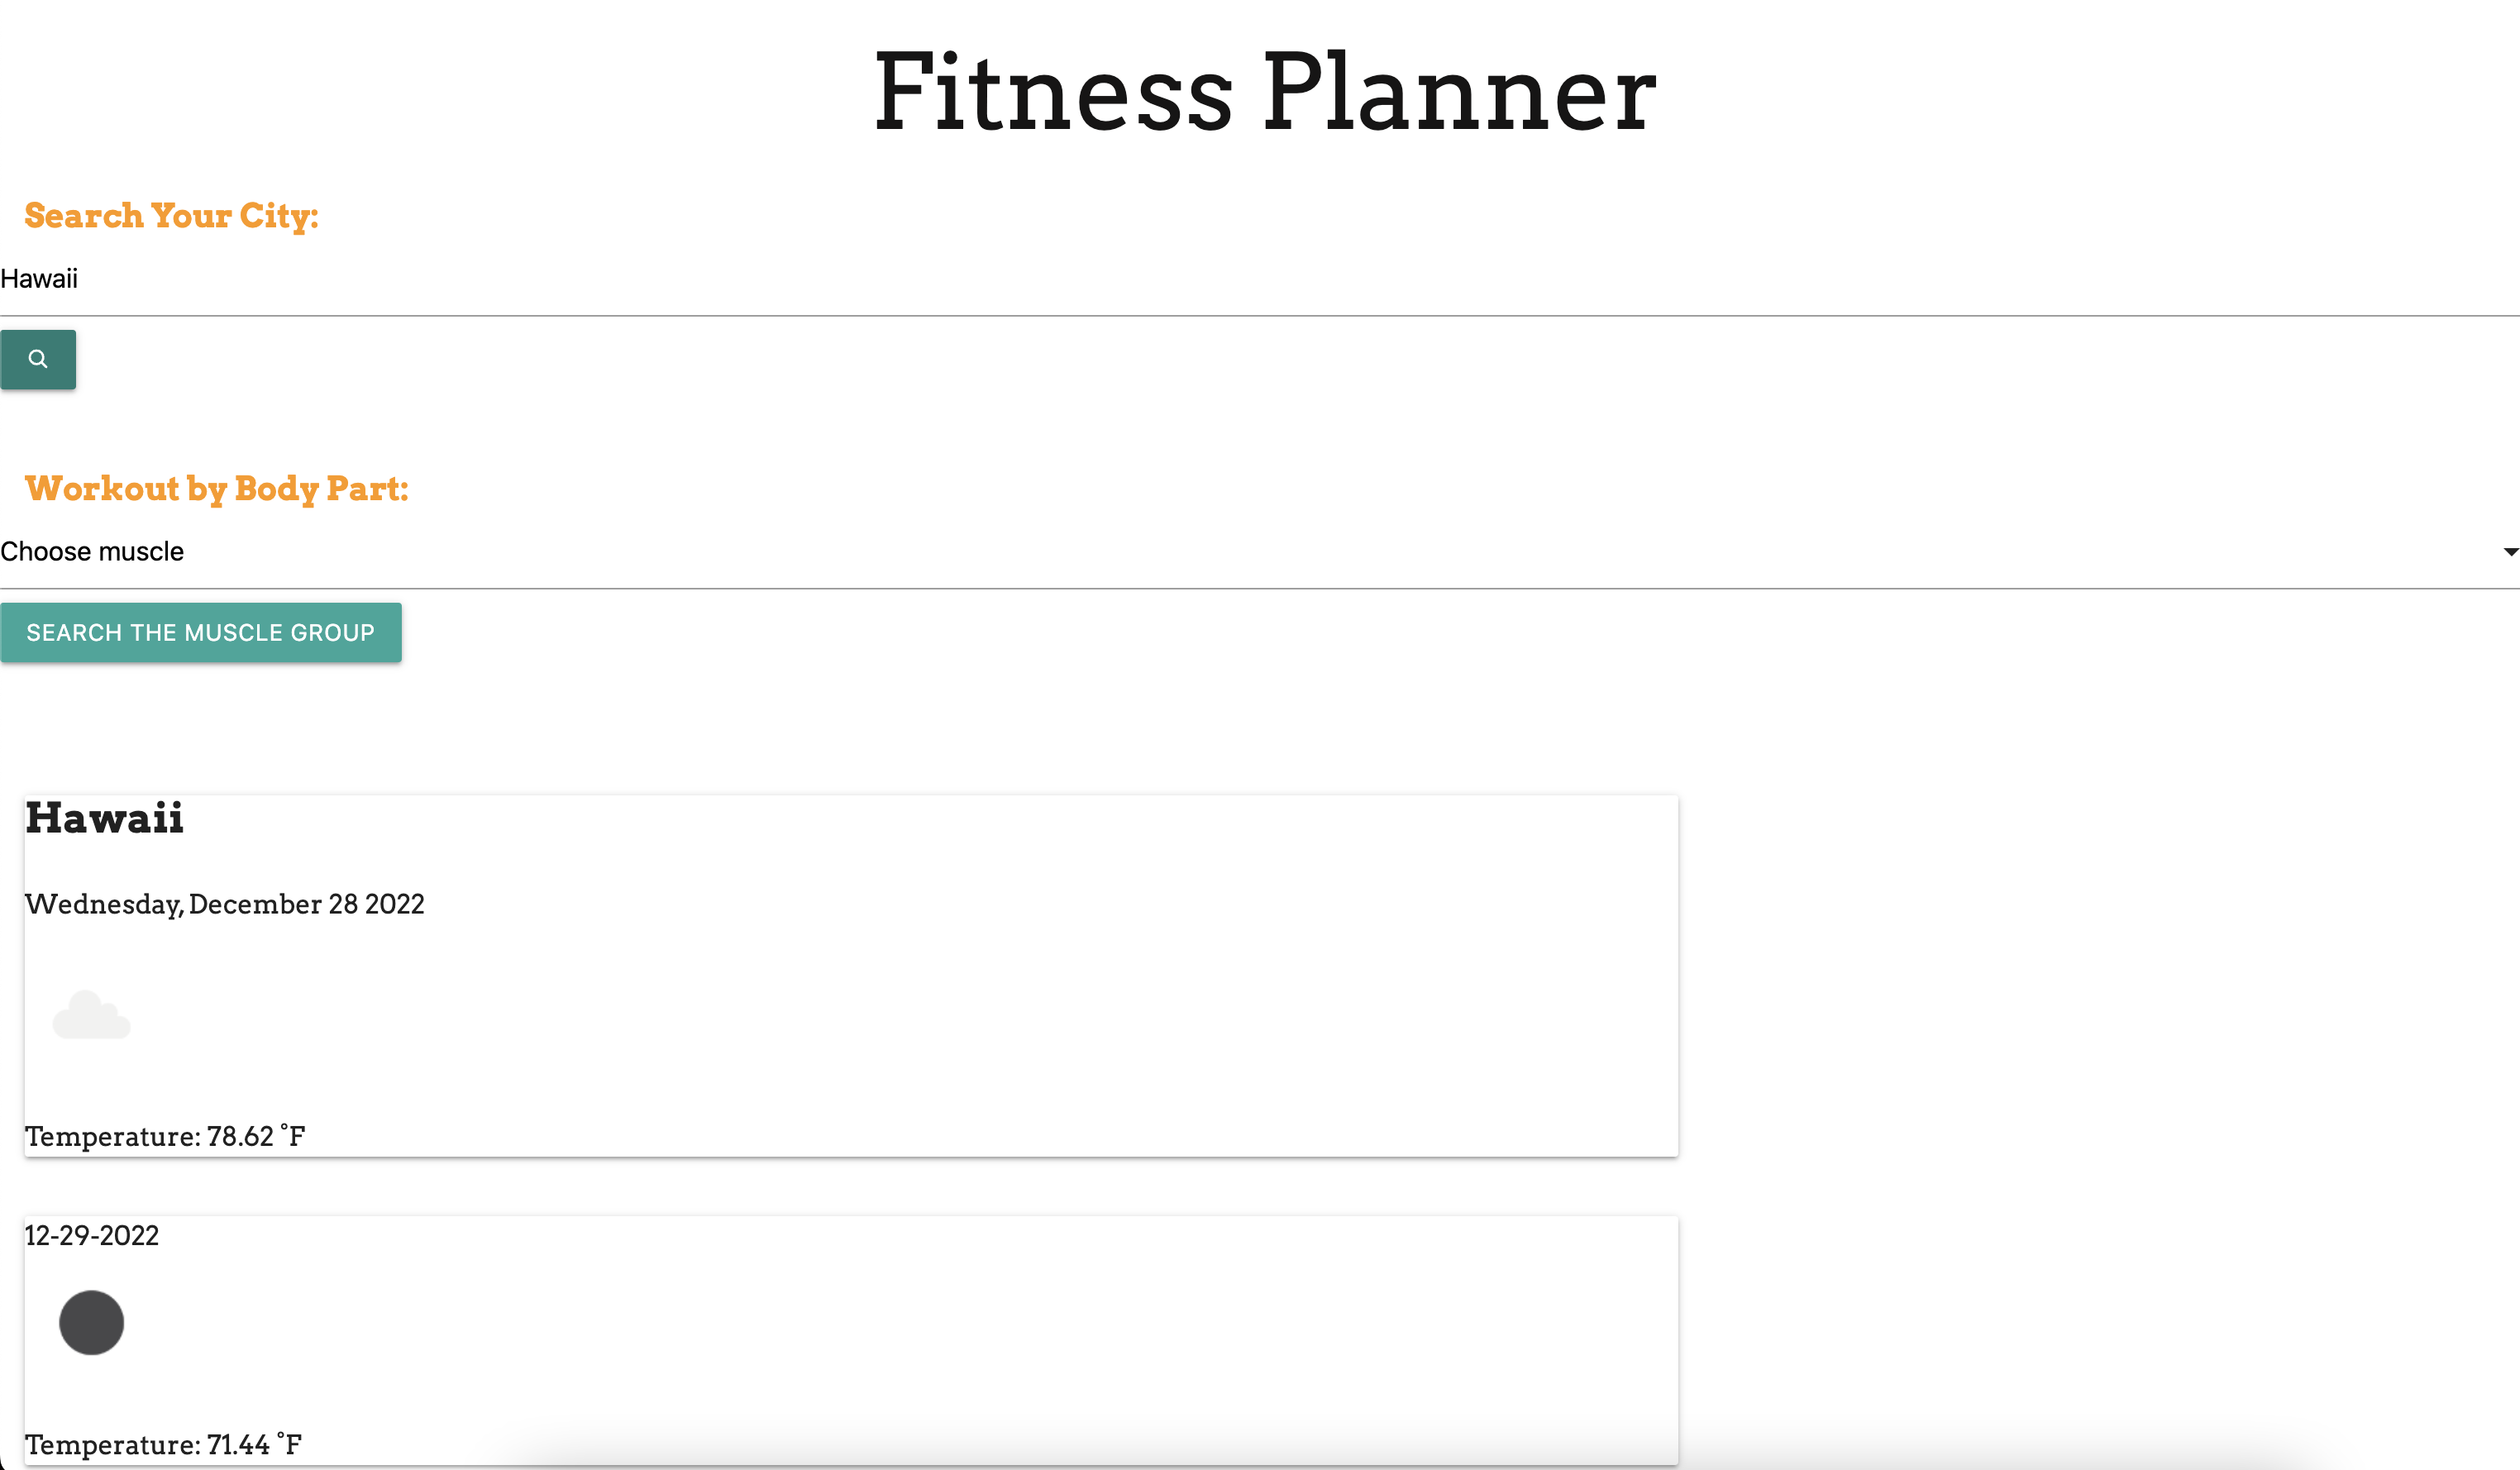 Fitness Planner
Search Your City:
Hawaii
Workout by Body Part:
Choose muscle
SEARCH THE MUSCLE GROUP
Hawaii
Wednesday, December 28 2022
Temperature: 78.62 °F
12-29-2022
Temperature: 71.44 °F